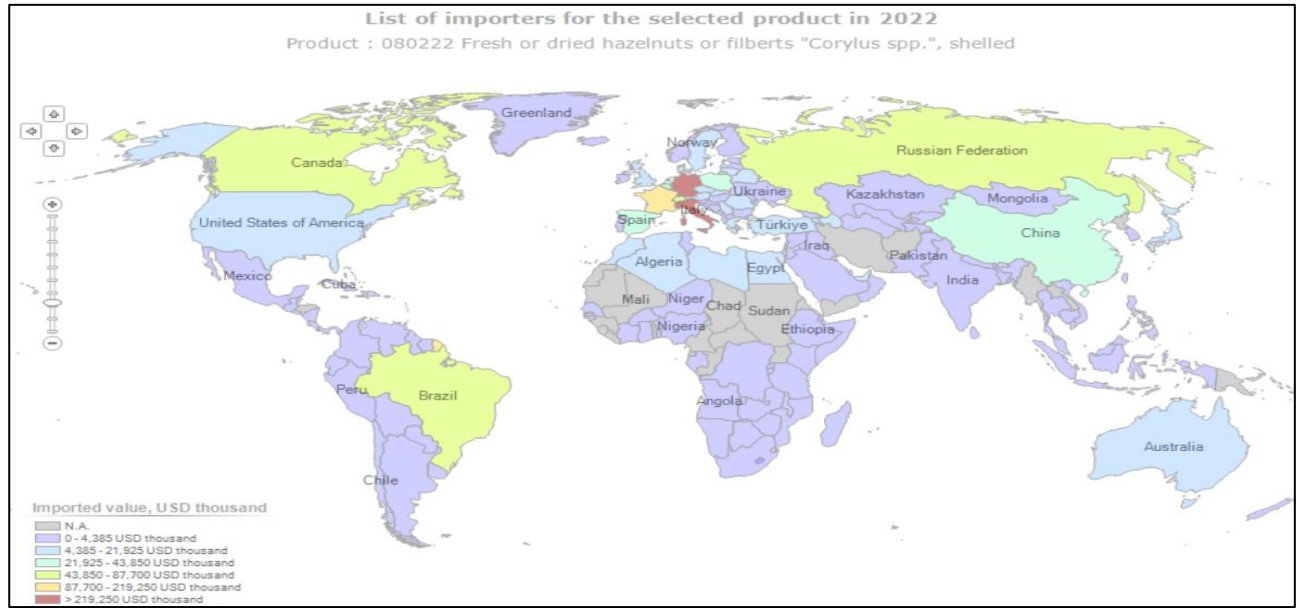 List of importers for the selected product in 2022
Product : 080222 Fresh or dried hazelnuts or filberts "Corylus spp.", shelled
Greenland
Norway
Canada
Russian Federation
Ukraine
Kazakhstan
Mongolia
United States of America
Spain
Italy
Türkiye
China
Iraq
Pakistan
Algeria
Egypt
Mexico
Cuba
India
Mali
Niger
Chad
Sudan
Nigeria
Ethiopia
Peru
Brazil
Angola
Australia
Chile
Imported value, USD thousand
N.A.
0 - 4,385 USD thousand
4,385 - 21,925 USD thousand
21,925 - 43,850 USD thousand
43,850 - 87,700 USD thousand
87,700 - 219,250 USD thousand
> 219,250 USD thousand